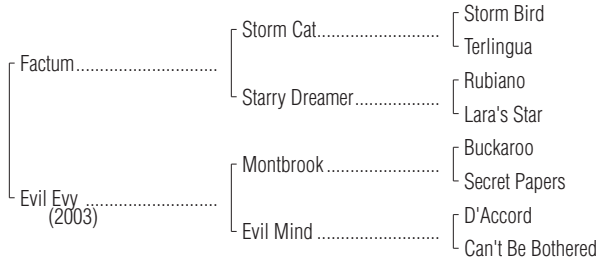 Storm Bird
Storm Cat....................
Terlingua
Factum............................
Rubiano
Starry Dreamer.................
Lara's Star
Buckaroo
Montbrook ......................
Secret Papers
Evil Evy ..........................
(2003)
D'Accord
Evil Mind ........................
Can't Be Bothered